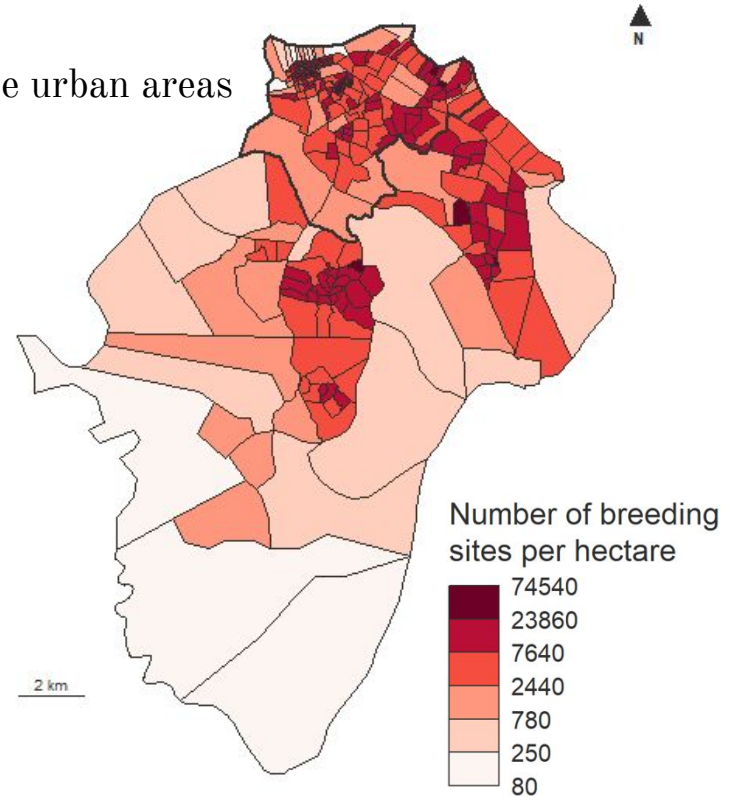 N
e urban areas
Number of breeding
sites per hectare
74540
23860
7640
2440
780
250
80
2 km